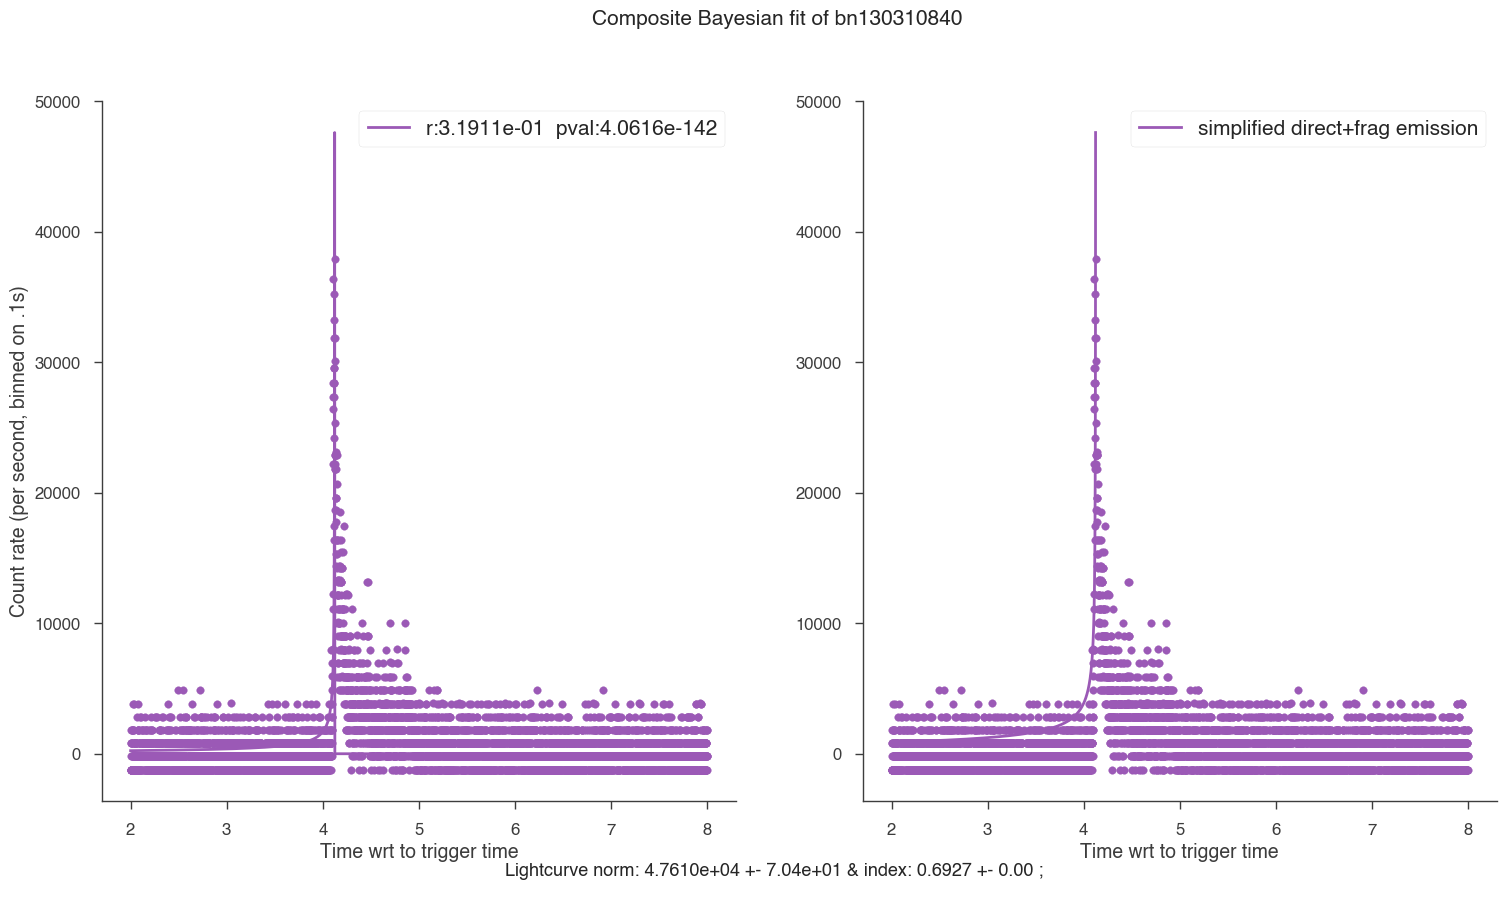 Composite Bayesian fit of bn130310840
r:3.1911e-01  pval:4.0616e-142
simplified direct+frag emission
Count rate (per second, binned on .1s)
50000
40000
30000
20000
10000
0
2 3 4 5 6 7 8
Time wrt to trigger time
50000
40000
30000
20000
10000
0
2 3 4 5 6 7 8
Time wrt to trigger time
Lightcurve norm: 4.7610e+04 +- 7.04e+01 & index: 0.6927 +- 0.00 ;